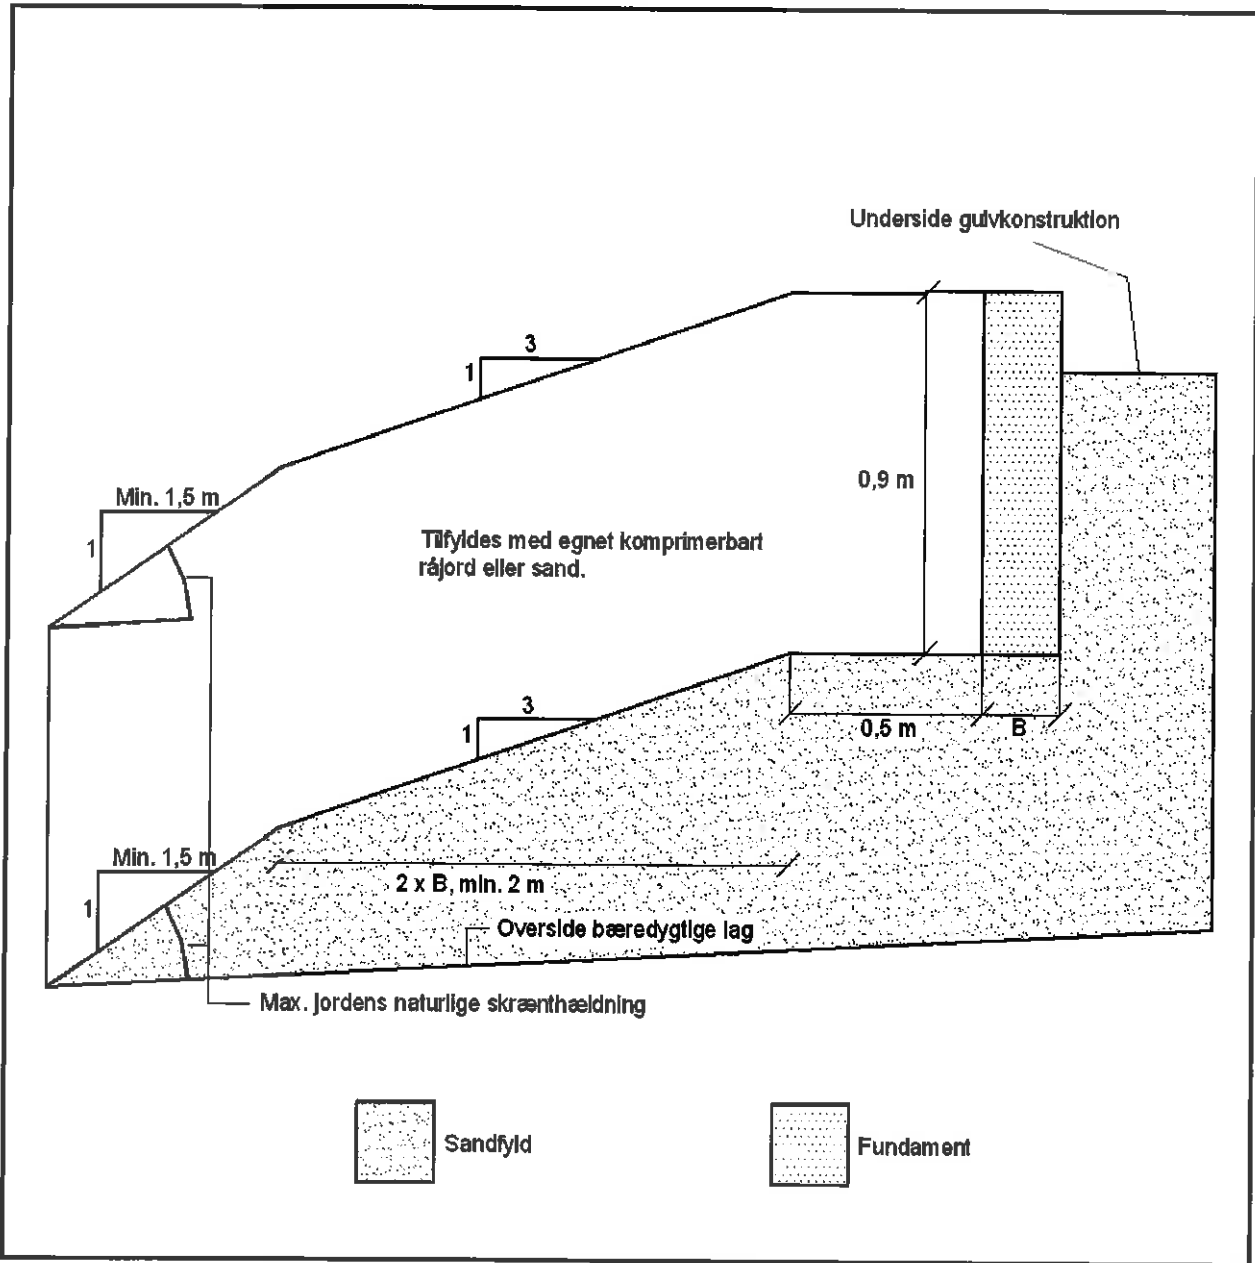 Underside gulvkonstruktion
3
1
0,9 m
Min. 1,5 m
1
Tilfyldes med egnet komprimerbart
råjord eller sand.
3
1
0,5 m
B
Min. 1,5 m
1
2 x B, min. 2 m
Overside bæredygtige lag
Max. jordens naturlige skrænthældning
Sandfyld
Fundament